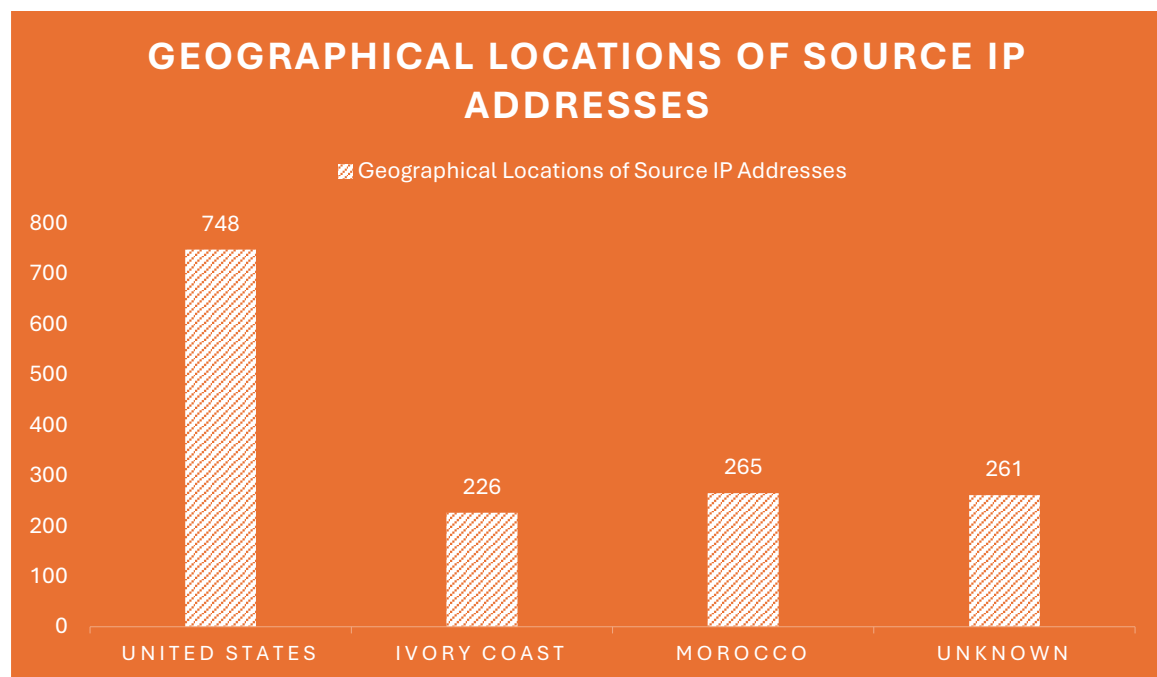 GEOGRAPHICAL LOCATIONS OF SOURCE IP
ADDRESSES
Geographical Locations of Source IP Addresses
800
700
600
500
400
300
200
100
0
748
226
265
261
UNITED STATES
IVORY COAST
MOROCCO
UNKNOWN